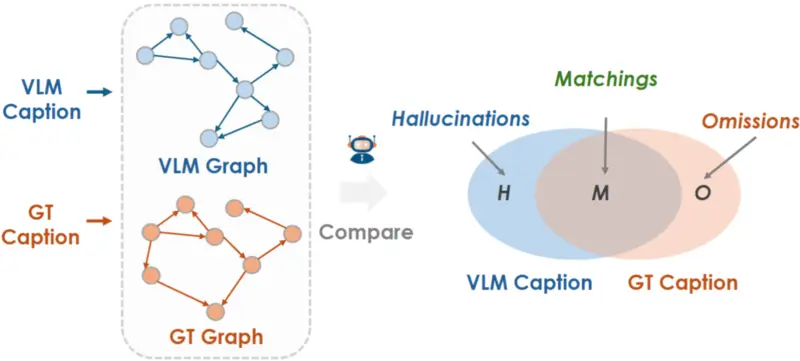 VLM
Caption
VLM Graph
GT
Caption
GT Graph
Compare
Matchings
Hallucinations
Omissions
H
M
O
VLM Caption
GT Caption